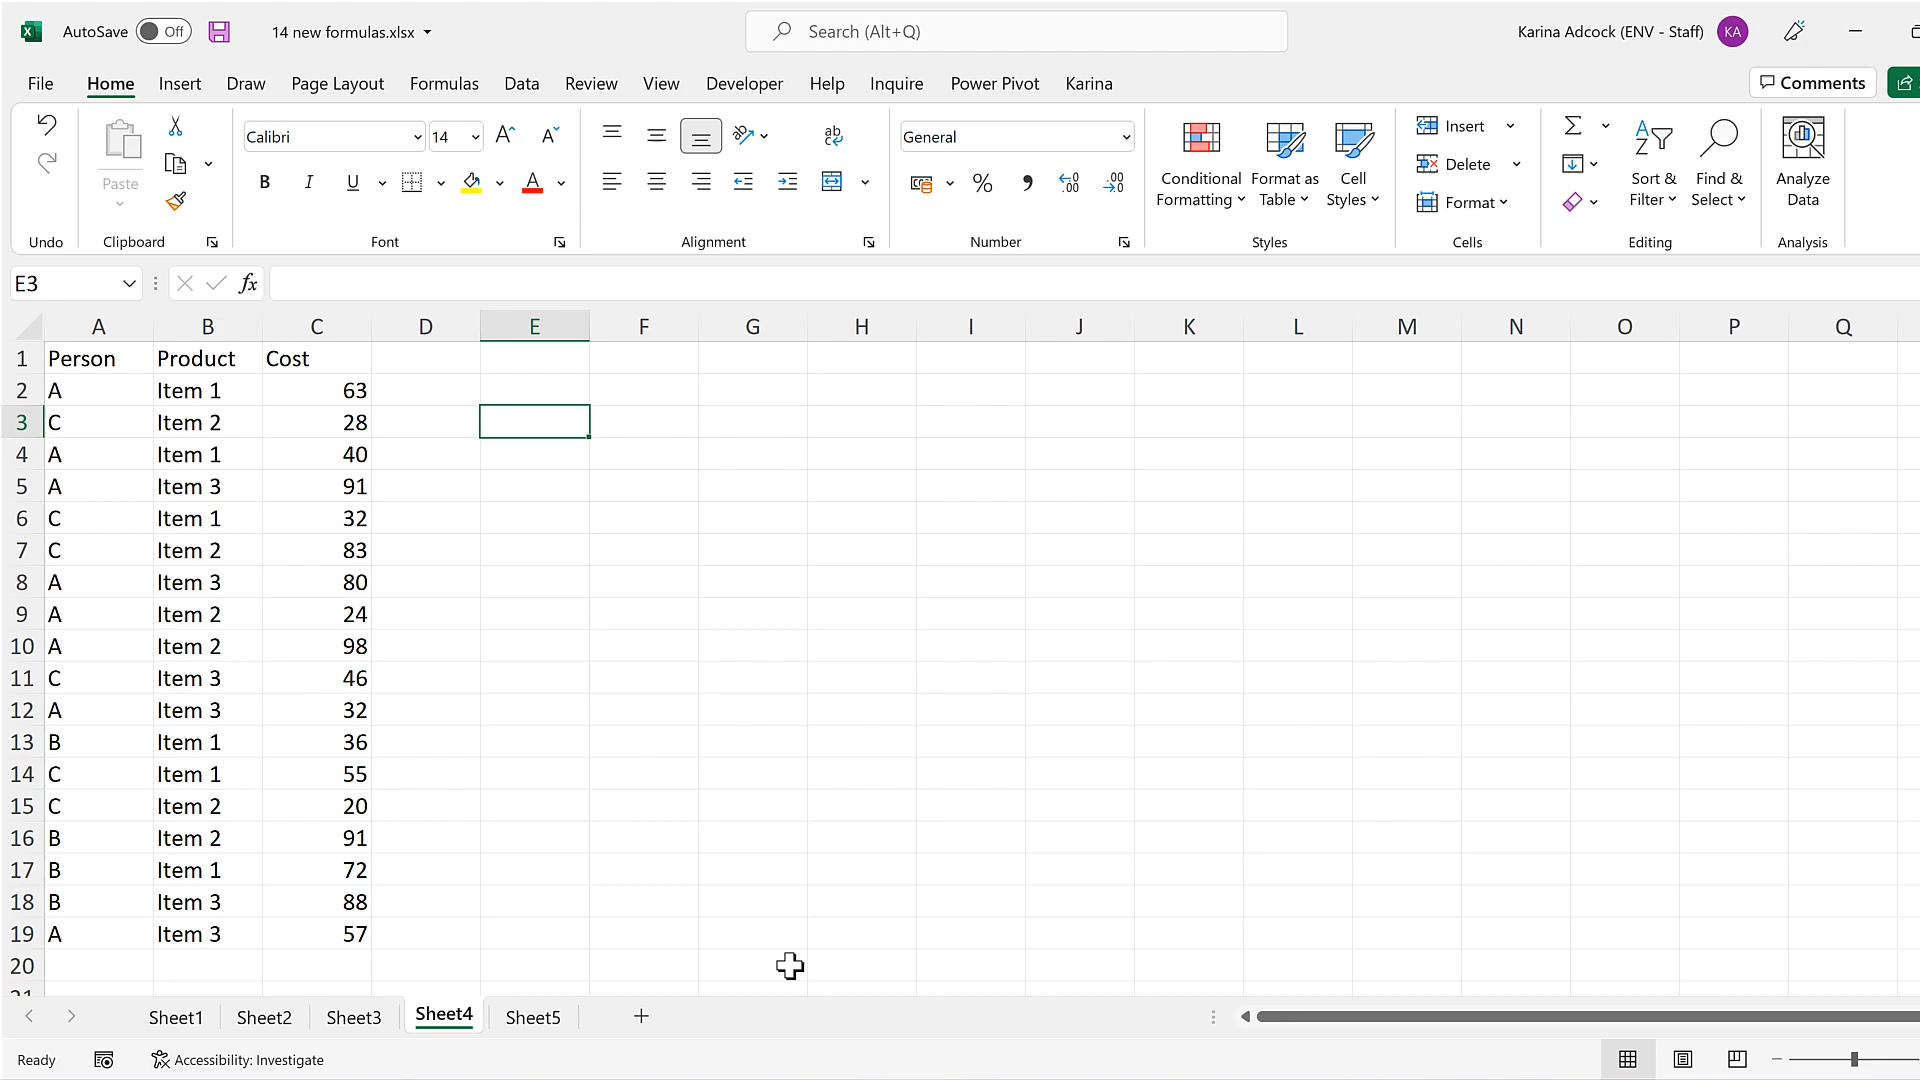 AutoSave Off 14 new formulas.xlsx Search (Alt+Q) Karina Adcock (ENV - Staff) KA
File Home Insert Draw Page Layout Formulas Data Review View Developer Help Inquire Power Pivot Karina Comments
Calibri 14 A A ab General Insert Σ A
Z
Paste B I U A % , Conditional Format as Cell Delete Sort & Find & Analyze
Formatting Table Styles Format Filter Select Data
Undo Clipboard Font Alignment Number Styles Cells Editing Analysis
E3 fx
A B C D E F G H I J K L M N O P Q
1 Person Product Cost
2 A Item 1 63
3 C Item 2 28
4 A Item 1 40
5 A Item 3 91
6 C Item 1 32
7 C Item 2 83
8 A Item 3 80
9 A Item 2 24
10 A Item 2 98
11 C Item 3 46
12 A Item 3 32
13 B Item 1 36
14 C Item 1 55
15 C Item 2 20
16 B Item 2 91
17 B Item 1 72
18 B Item 3 88
19 A Item 3 57
20
Sheet1 Sheet2 Sheet3 Sheet4 Sheet5 +
Ready Accessibility: Investigate